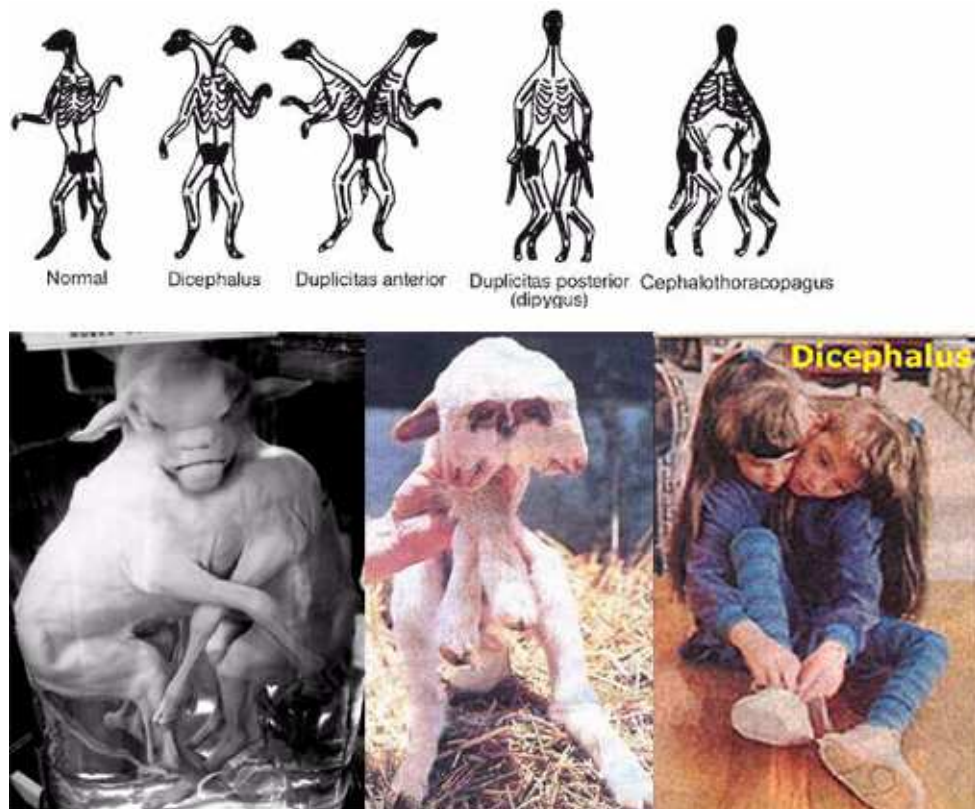 Normal
Dicephalus
Duplicitas anterior
Duplicitas posterior
(dipygus)
Cephalothoracopagus
Dicephalus